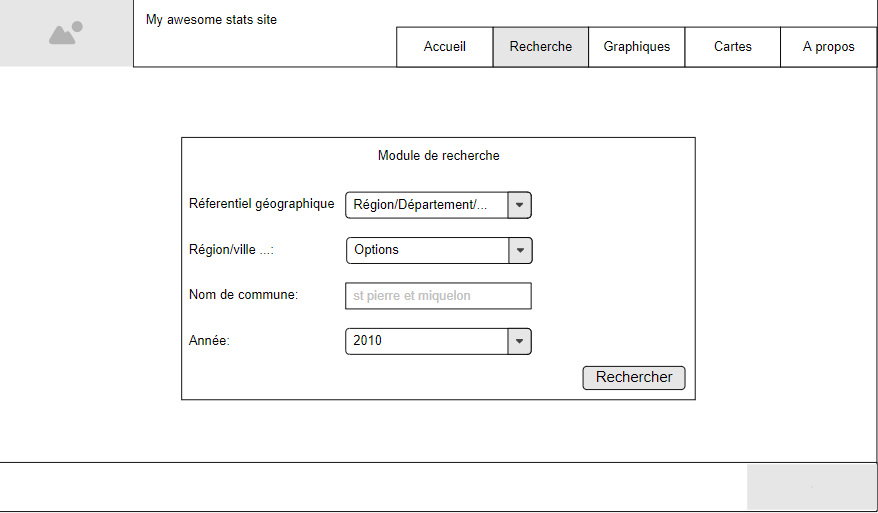 My awesome stats site
Accueil
Recherche
Graphiques
Cartes
A propos
Module de recherche
Réferentiel géographique
Région/Département/...
Région/ville ...:
Options
Nom de commune:
st pierre et miquelon
Année:
2010
Rechercher